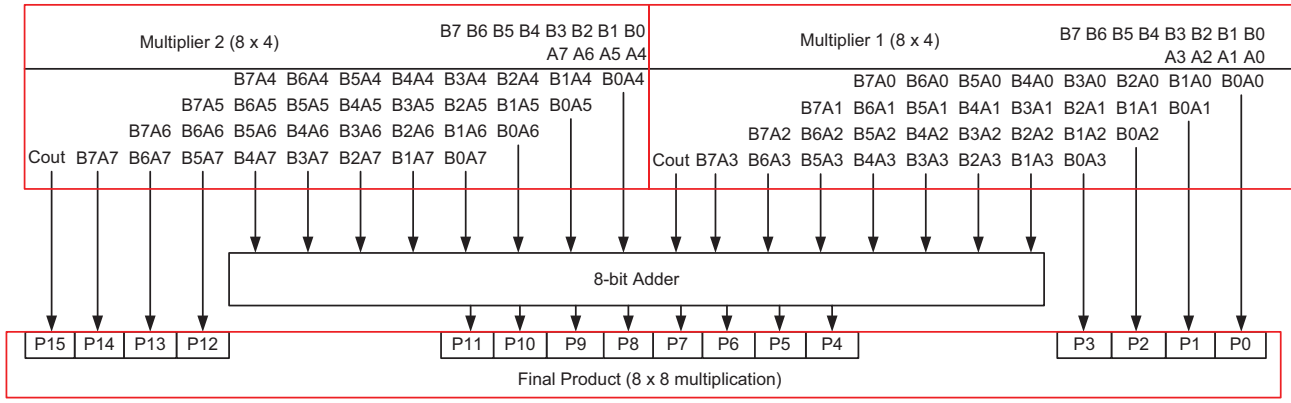 Multiplier 2 (8 x 4)
B7 B6 B5 B4 B3 B2 B1 B0
A7 A6 A5 A4
B7A4 B6A4 B5A4 B4A4 B3A4 B2A4 B1A4 B0A4
B7A5 B6A5 B5A5 B4A5 B3A5 B2A5 B1A5 B0A5
B7A6 B6A6 B5A6 B4A6 B3A6 B2A6 B1A6 B0A6
Cout B7A7 B6A7 B5A7 B4A7 B3A7 B2A7 B1A7 B0A7
Multiplier 1 (8 x 4)
B7 B6 B5 B4 B3 B2 B1 B0
A3 A2 A1 A0
B7A0 B6A0 B5A0 B4A0 B3A0 B2A0 B1A0 B0A0
B7A1 B6A1 B5A1 B4A1 B3A1 B2A1 B1A1 B0A1
B7A2 B6A2 B5A2 B4A2 B3A2 B2A2 B1A2 B0A2
Cout B7A3 B6A3 B5A3 B4A3 B3A3 B2A3 B1A3 B0A3
8-bit Adder
P15 P14 P13 P12 P11 P10 P9 P8 P7 P6 P5 P4 P3 P2 P1 P0
Final Product (8 x 8 multiplication)